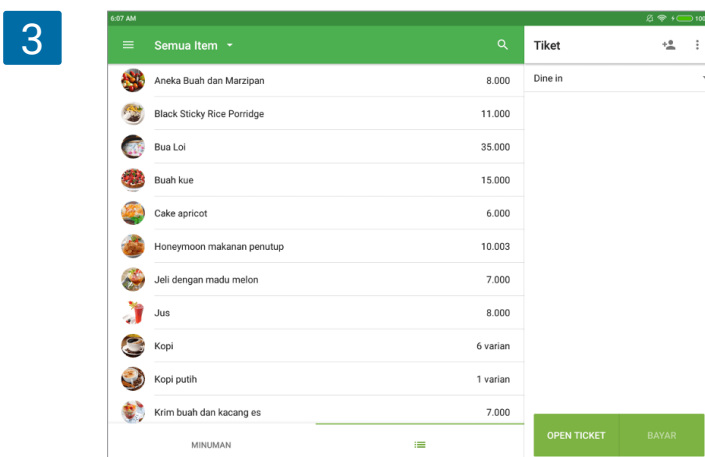 3
6:07 AM
100
Semua Item
Tiket
Dine in
Aneka Buah dan Marzipan 8.000
Black Sticky Rice Porridge 11.000
Bua Loi 35.000
Buah kue 15.000
Cake apricot 6.000
Honeymoon makanan penutup 10.003
Jeli dengan madu melon 7.000
Jus 8.000
Kopi 6 varian
Kopi putih 1 varian
Krim buah dan kacang es 7.000
MINUMAN
OPEN TICKET BAYAR